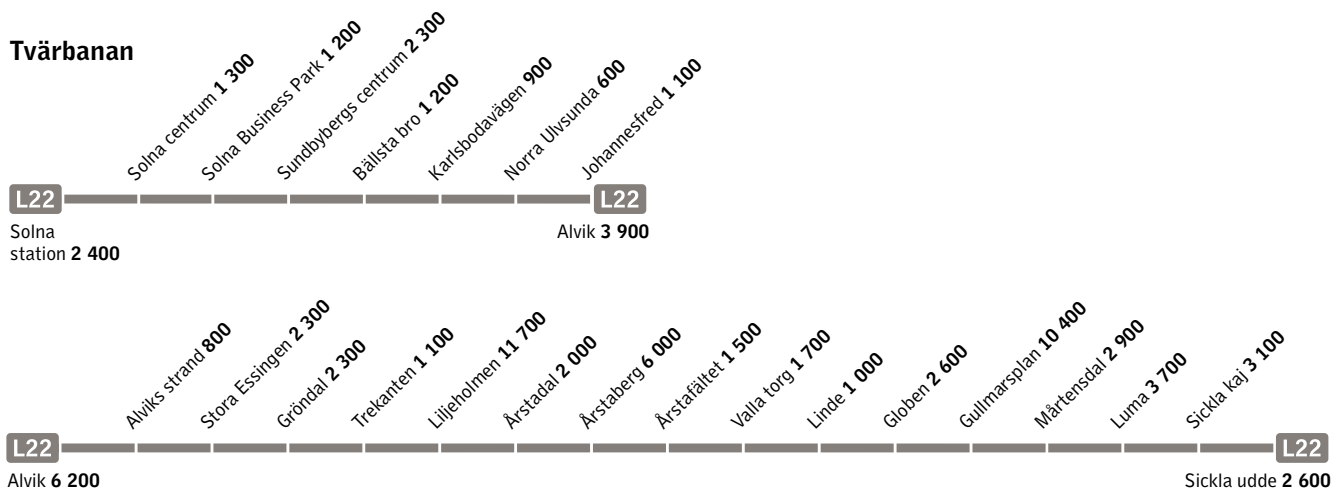 Tvärbanan
Solna centrum 1 300
Solna Business Park 1 200
Sundbybergs centrum 2 300
Bällsta bro 1 200
Karlsbodavägen 900
Norra Ulvsunda 600
Johannesfred 1 100
L22
L22
Solna
station 2 400
Alvik 3 900
Alviks strand 800
Stora Essingen 2 300
Gröndal 2 300
Trekanten 1 100
Liljeholmen 11 700
Årstadal 2 000
Årstaberg 6 000
Årstafältet 1 500
Valla torg 1 700
Linde 1 000
Globen 2 600
Gullmarsplan 10 400
Mårtensdal 2 900
Luma 3 700
Sickla kaj 3 100
L22
L22
Alvik 6 200
Sickla udde 2 600